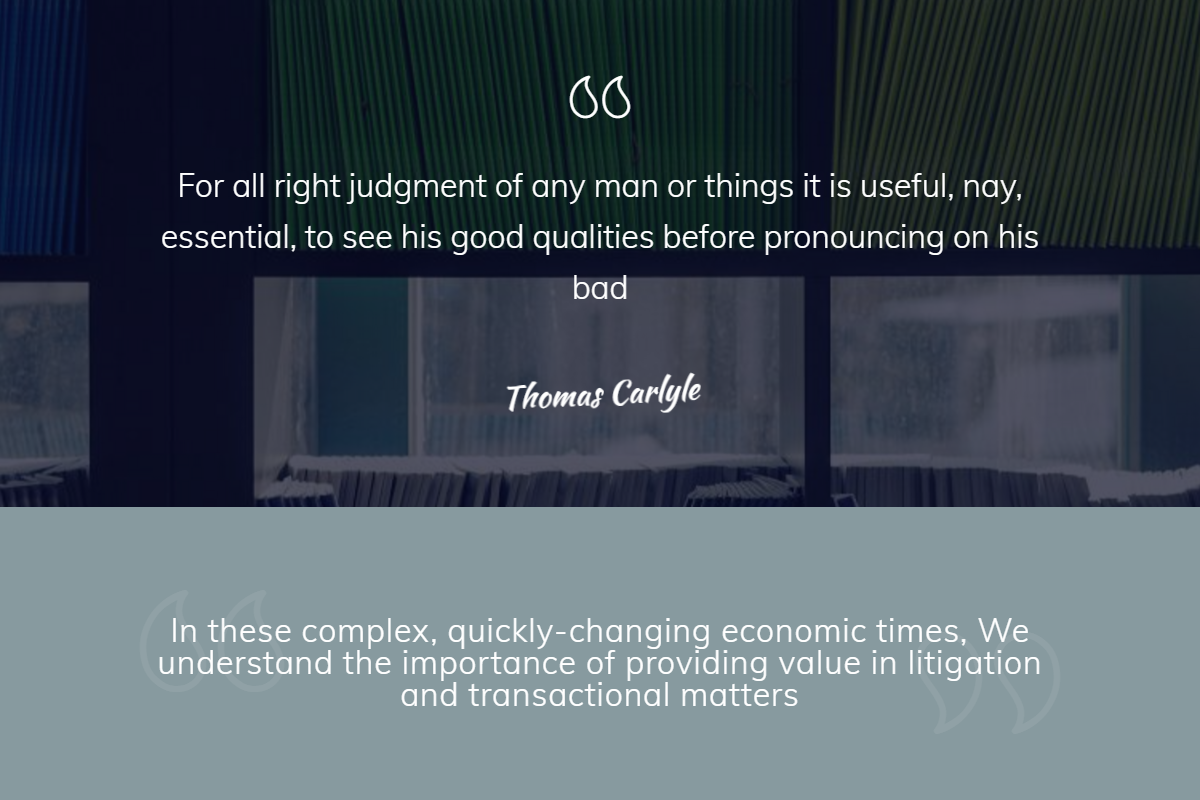 For all right judgment of any man or things it is useful, nay,
essential, to see his good qualities before pronouncing on his
bad
Thomas Carlyle
In these complex, quickly-changing economic times, We
understand the importance of providing value in litigation
and transactional matters